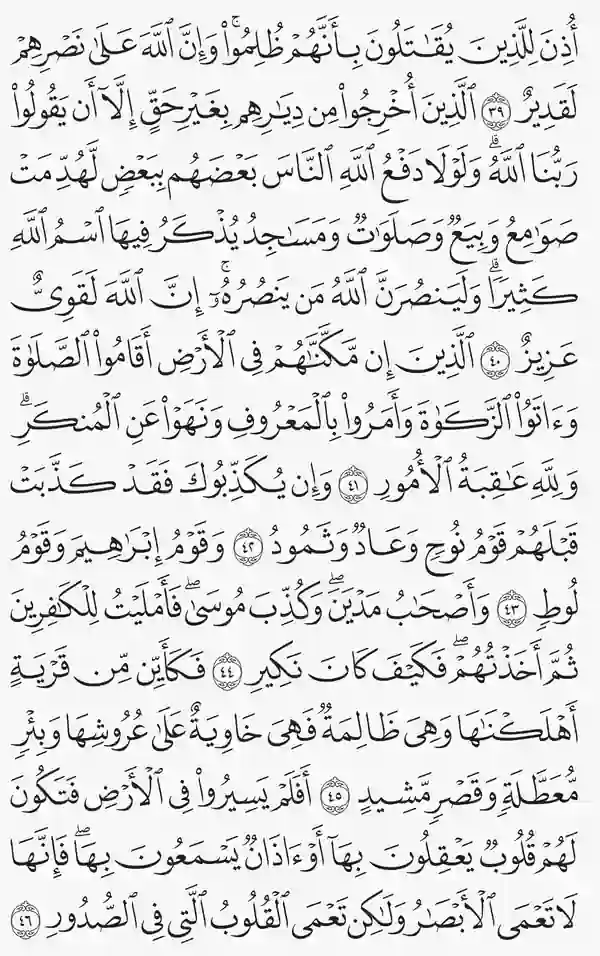 أُذِنَ لِلَّذِينَ يُقَٰتَلُونَ بِأَنَّهُمۡ ظُلِمُواْۚ وَإِنَّ ٱللَّهَ عَلَىٰ نَصۡرِهِمۡ
لَقَدِيرٌ ٣٩ ٱلَّذِينَ أُخۡرِجُواْ مِن دِيَٰرِهِم بِغَيۡرِ حَقٍّ إِلَّآ أَن يَقُولُواْ
رَبُّنَا ٱللَّهُۗ وَلَوۡلَا دَفۡعُ ٱللَّهِ ٱلنَّاسَ بَعۡضَهُم بِبَعۡضٖ لَّهُدِّمَتۡ
صَوَٰمِعُ وَبِيَعٞ وَصَلَوَٰتٞ وَمَسَٰجِدُ يُذۡكَرُ فِيهَا ٱسۡمُ ٱللَّهِ
كَثِيرٗاۗ وَلَيَنصُرَنَّ ٱللَّهُ مَن يَنصُرُهُۥٓۚ إِنَّ ٱللَّهَ لَقَوِيٌّ
عَزِيزٌ ٤٠ ٱلَّذِينَ إِن مَّكَّنَّٰهُمۡ فِي ٱلۡأَرۡضِ أَقَامُواْ ٱلصَّلَوٰةَ
وَءَاتَوُاْ ٱلزَّكَوٰةَ وَأَمَرُواْ بِٱلۡمَعۡرُوفِ وَنَهَوۡاْ عَنِ ٱلۡمُنكَرِۗ
وَلِلَّهِ عَٰقِبَةُ ٱلۡأُمُورِ ٤١ وَإِن يُكَذِّبُوكَ فَقَدۡ كَذَّبَتۡ
قَبۡلَهُمۡ قَوۡمُ نُوحٖ وَعَادٞ وَثَمُودُ ٤٢ وَقَوۡمُ إِبۡرَٰهِيمَ وَقَوۡمُ
لُوطٖ ٤٣ وَأَصۡحَٰبُ مَدۡيَنَۖ وَكُذِّبَ مُوسَىٰۖ فَأَمۡلَيۡتُ لِلۡكَٰفِرِينَ
ثُمَّ أَخَذۡتُهُمۡۖ فَكَيۡفَ كَانَ نَكِيرِ ٤٤ فَكَأَيِّن مِّن قَرۡيَةٍ
أَهۡلَكۡنَٰهَا وَهِيَ ظَالِمَةٞ فَهِيَ خَاوِيَةٌ عَلَىٰ عُرُوشِهَا وَبِئۡرٖ
مُّعَطَّلَةٖ وَقَصۡرٖ مَّشِيدٍ ٤٥ أَفَلَمۡ يَسِيرُواْ فِي ٱلۡأَرۡضِ فَتَكُونَ
لَهُمۡ قُلُوبٞ يَعۡقِلُونَ بِهَآ أَوۡ ءَاذَانٞ يَسۡمَعُونَ بِهَاۖ فَإِنَّهَا
لَا تَعۡمَى ٱلۡأَبۡصَٰرُ وَلَٰكِن تَعۡمَى ٱلۡقُلُوبُ ٱلَّتِي فِي ٱلصُّدُورِ ٤٦